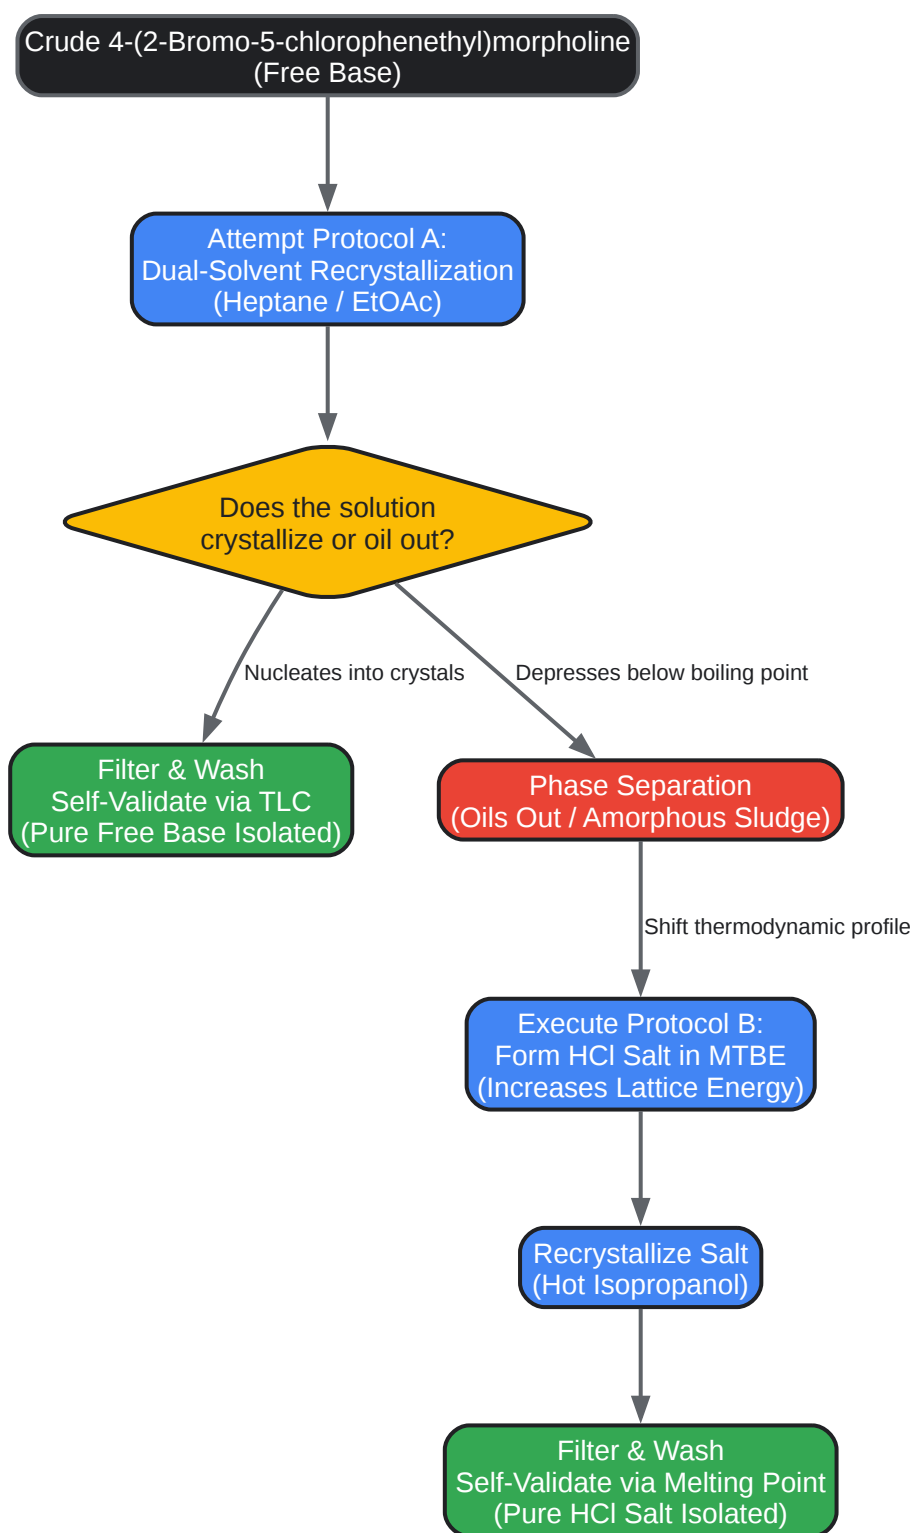 Crude 4-(2-Bromo-5-chlorophenethyl)morpholine
(Free Base)
Attempt Protocol A:
Dual-Solvent Recrystallization
(Heptane / EtOAc)
Does the solution
crystallize or oil out?
Nucleates into crystals
Depresses below boiling point
Filter & Wash
Self-Validate via TLC
(Pure Free Base Isolated)
Phase Separation
(Oils Out / Amorphous Sludge)
Shift thermodynamic profile
Execute Protocol B:
Form HCl Salt in MTBE
(Increases Lattice Energy)
Recrystallize Salt
(Hot Isopropanol)
Filter & Wash
Self-Validate via Melting Point
(Pure HCl Salt Isolated)